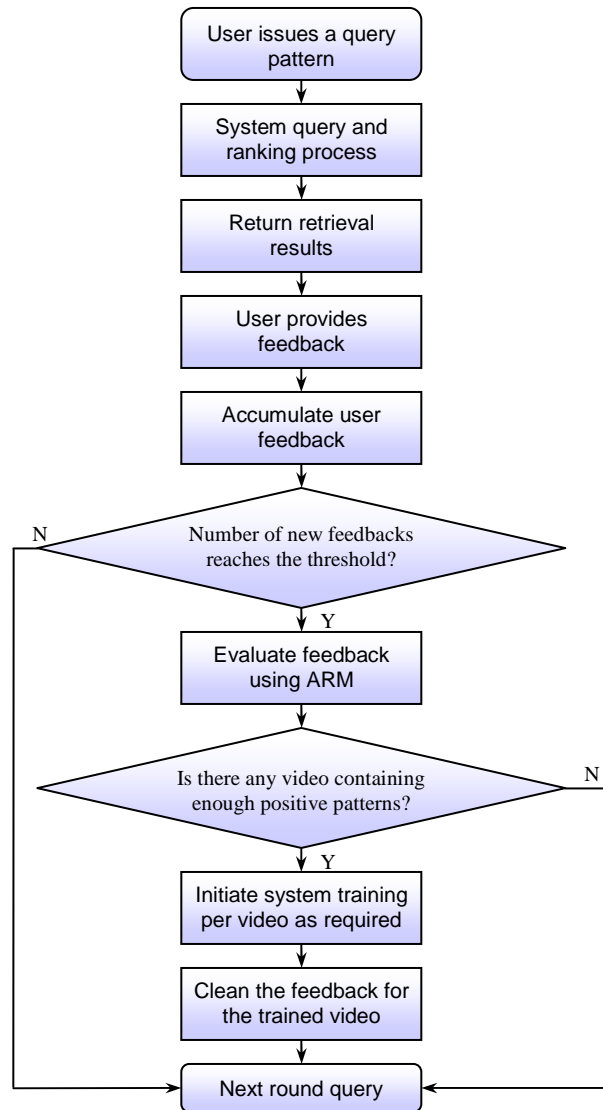 User issues a query
pattern
System query and
ranking process
Return retrieval
results
User provides
feedback
Accumulate user
feedback
N
Number of new feedbacks
reaches the threshold?
Y
Evaluate feedback
using ARM
Is there any video containing
enough positive patterns?
N
Y
Initiate system training
per video as required
Clean the feedback for
the trained video
Next round query